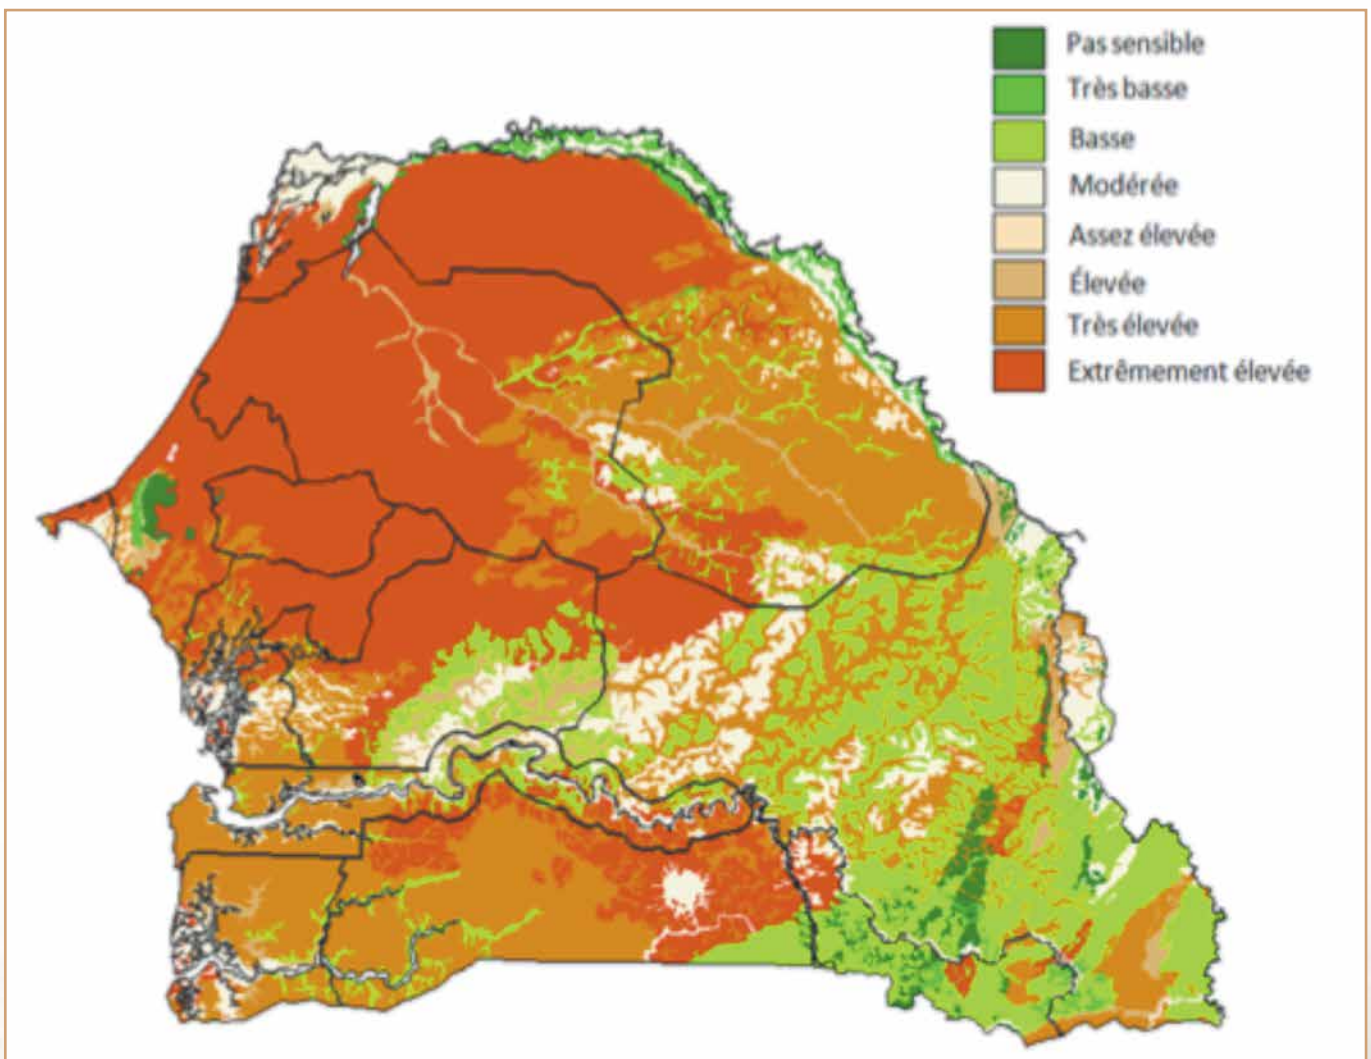 Pas sensible
Très basse
Basse
Modérée
Assez élevée
Élevée
Très élevée
Extrêmement élevée